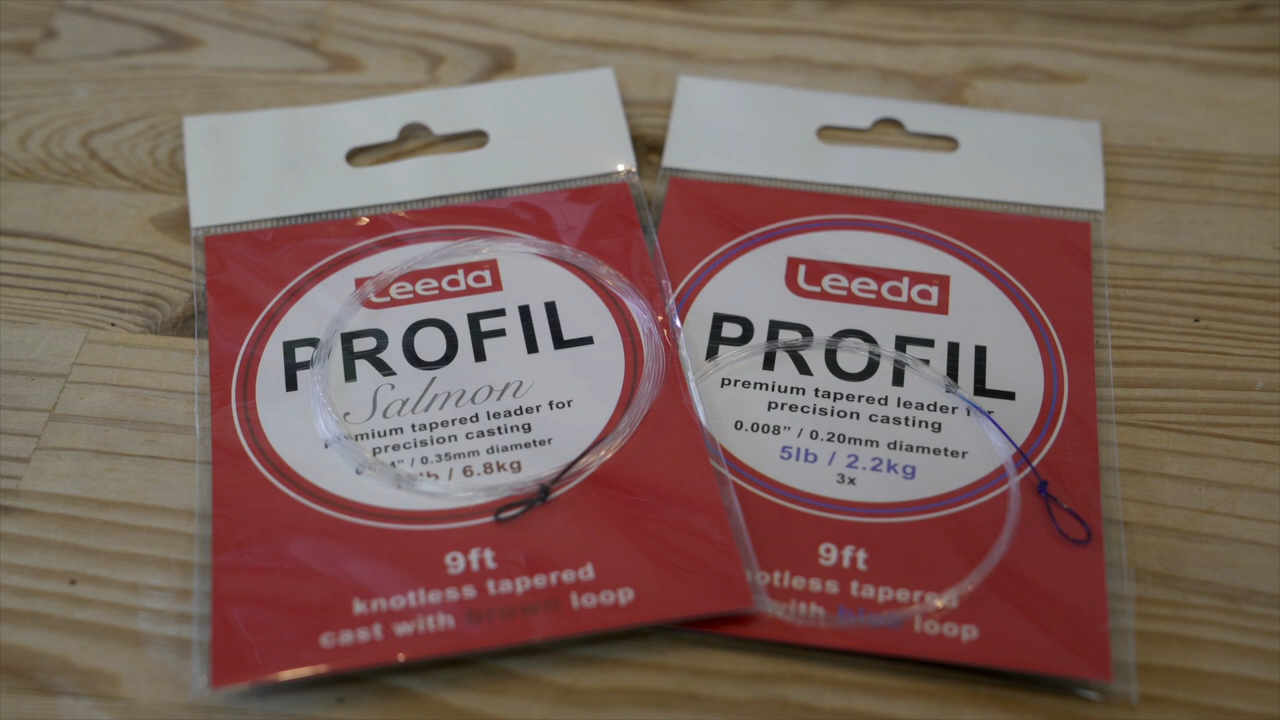 Leeda
PROFIL
Salmon
premium tapered leader for
precision casting
/ 0.35mm diameter
/ 6.8kg
9ft
knotless tapered
cast with brown loop
Leeda
PROFIL
premium tapered leader for
precision casting
0.008” / 0.20mm diameter
5lb / 2.2kg
3x
9ft
knotless tapered
with blue loop